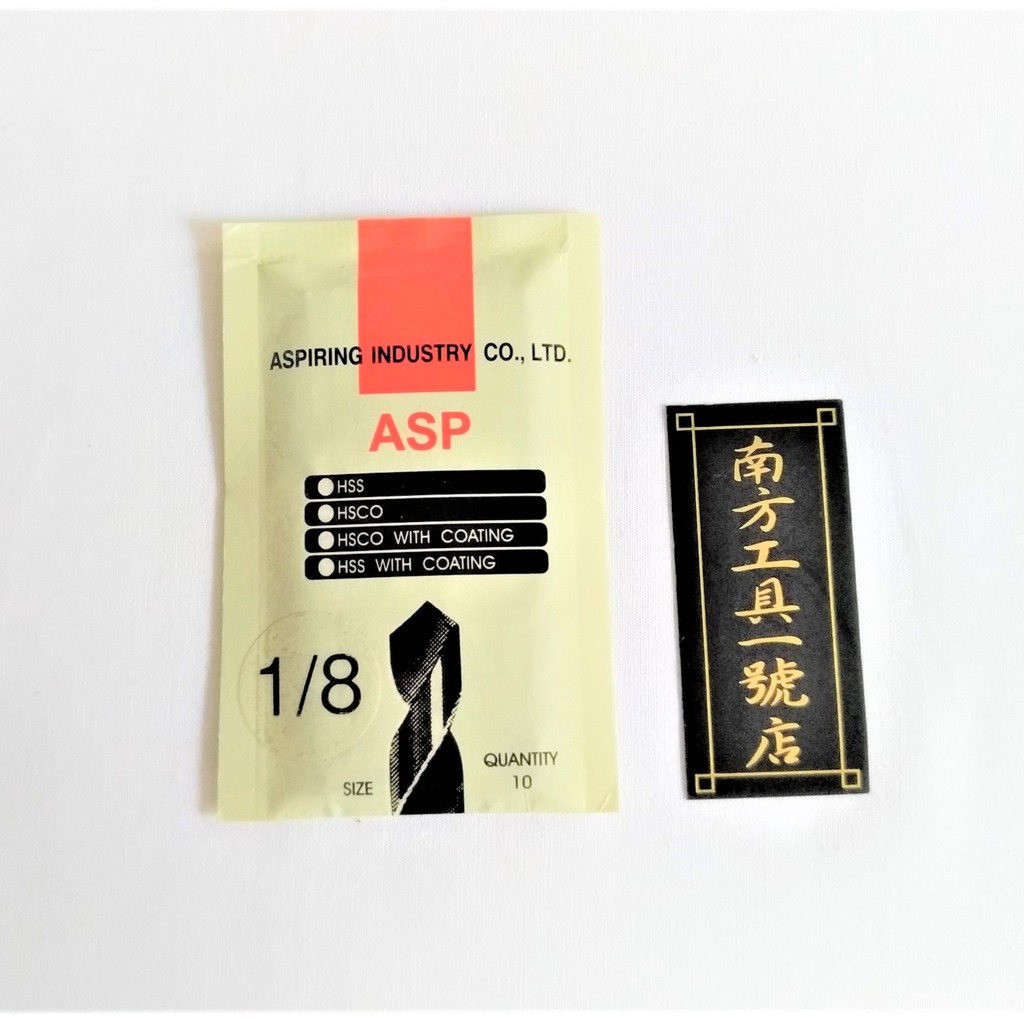 ASPIRING INDUSTRY CO., LTD.
ASP
HSS
HSCO
HSCO WITH COATING
HSS WITH COATING
1/8
SIZE
QUANTITY
10
南方工具一號店